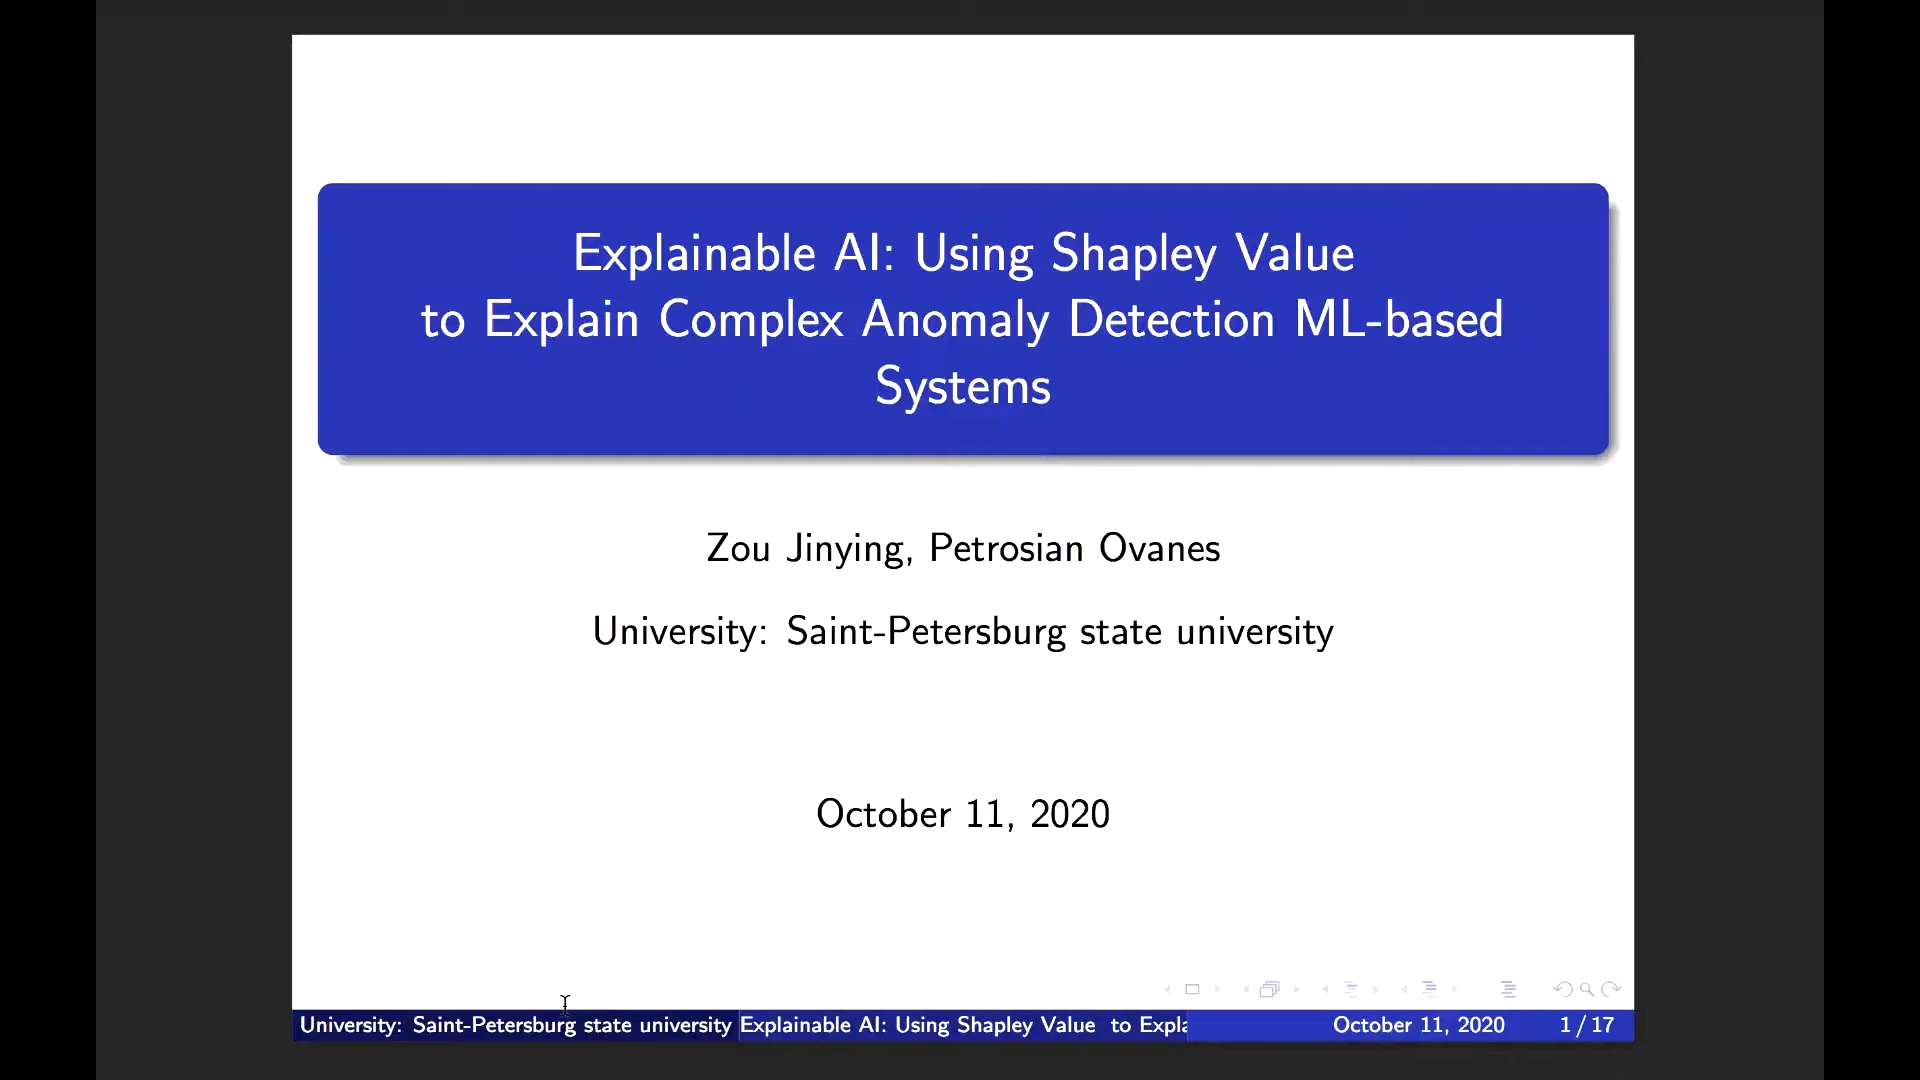 Explainable AI: Using Shapley Value
to Explain Complex Anomaly Detection ML-based
Systems
Zou Jinying, Petrosian Ovanes
University: Saint-Petersburg state university
October 11, 2020
University: Saint-Petersburg state university Explainable AI: Using Shapley Value to Expla October 11, 2020 1 / 17